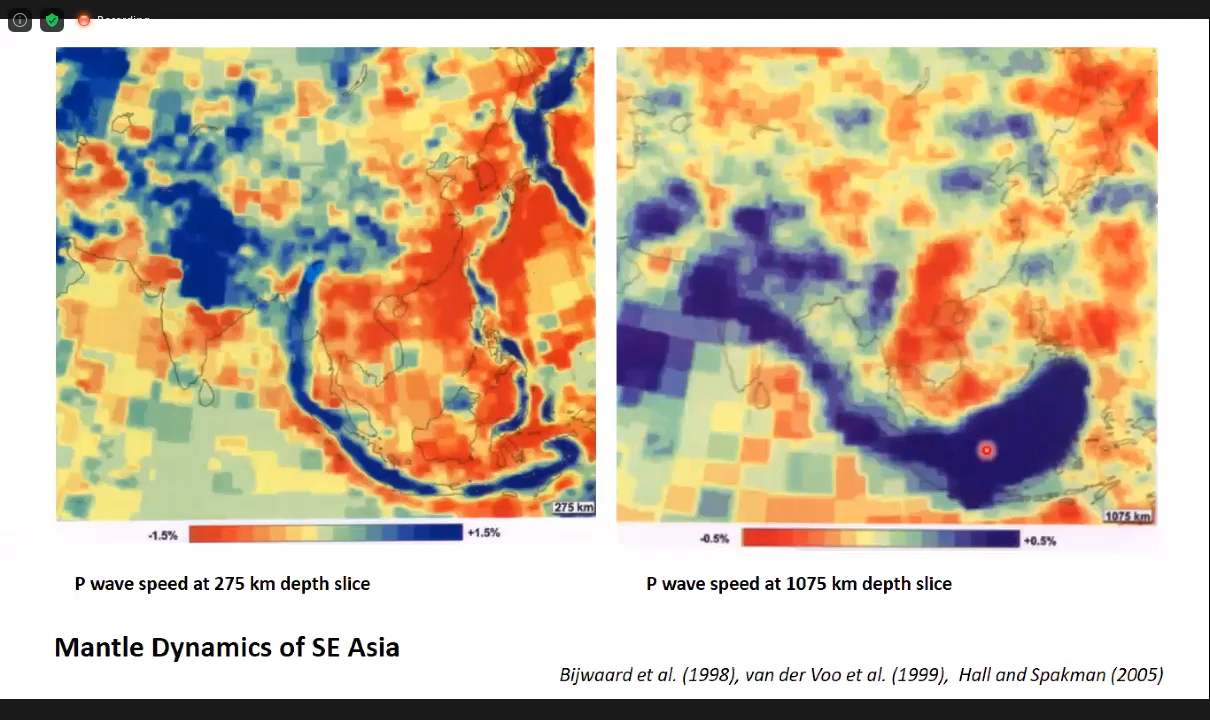 Recording
275 km
1075 km
-1.5%
+1.5%
-0.5%
+0.5%
P wave speed at 275 km depth slice
P wave speed at 1075 km depth slice
Mantle Dynamics of SE Asia
Bijwaard et al. (1998), van der Voo et al. (1999), Hall and Spakman (2005)